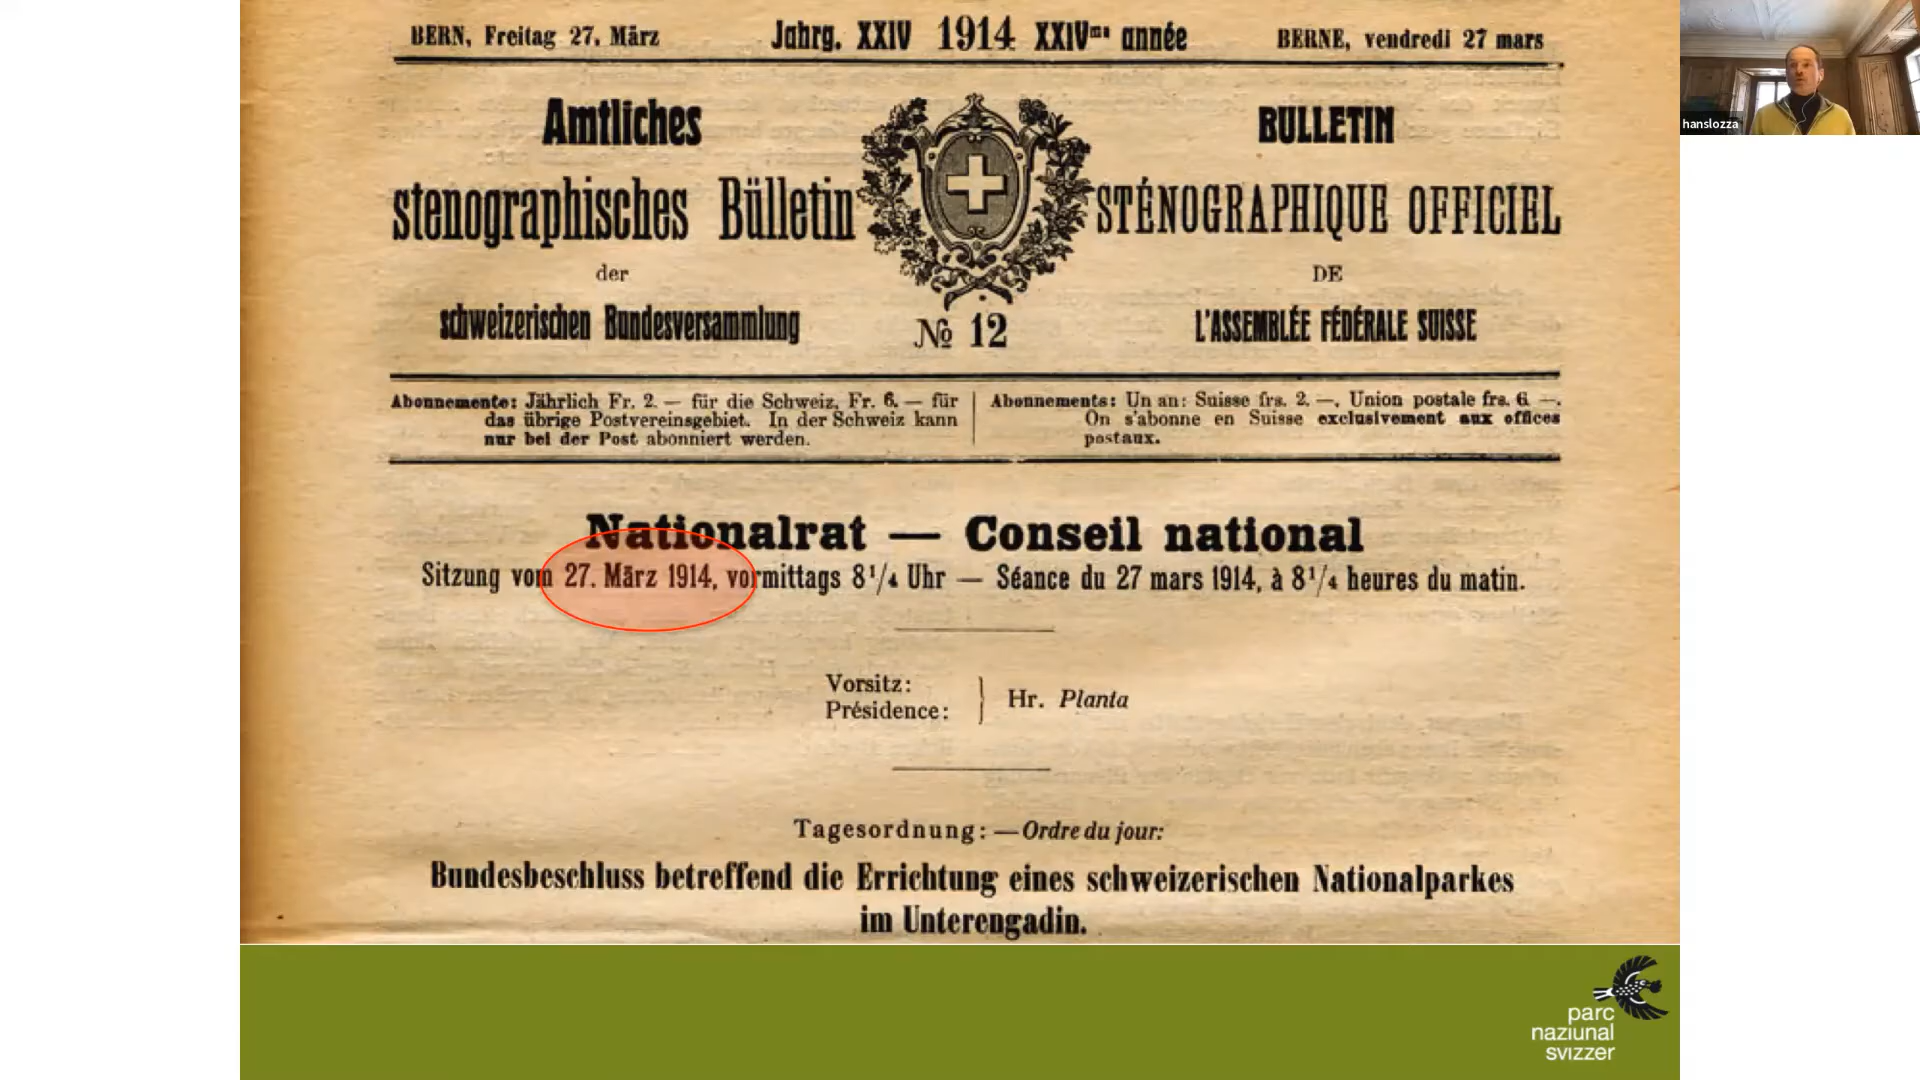 BERN, Freitag 27. März
Jahrg. XXIV 1914 XXIVme année
BERNE, vendredi 27 mars
Amtliches
stenographisches Bülletin
der
schweizerischen Bundesversammlung
№ 12
BULLETIN
STÉNOGRAPHIQUE OFFICIEL
DE
L'ASSEMBLÉE FÉDÉRALE SUISSE
Abonnemente: Jährlich Fr. 2. — für die Schweiz, Fr. 6. — für
das übrige Postvereinsgebiet. In der Schweiz kann
nur bei der Post abonniert werden.
Abonnements: Un an: Suisse frs. 2. —, Union postale frs. 6 —.
On s'abonne en Suisse exclusivement aux offices
postaux.
Nationalrat — Conseil national
Sitzung vom 27. März 1914, vormittags 8¹/₄ Uhr — Séance du 27 mars 1914, à 8¹/₄ heures du matin.
Vorsitz:
Présidence:
Hr. Planta
Tagesordnung: — Ordre du jour:
Bundesbeschluss betreffend die Errichtung eines schweizerischen Nationalparkes
im Unterengadin.
parc
naziunal
svizzer
hanslozza